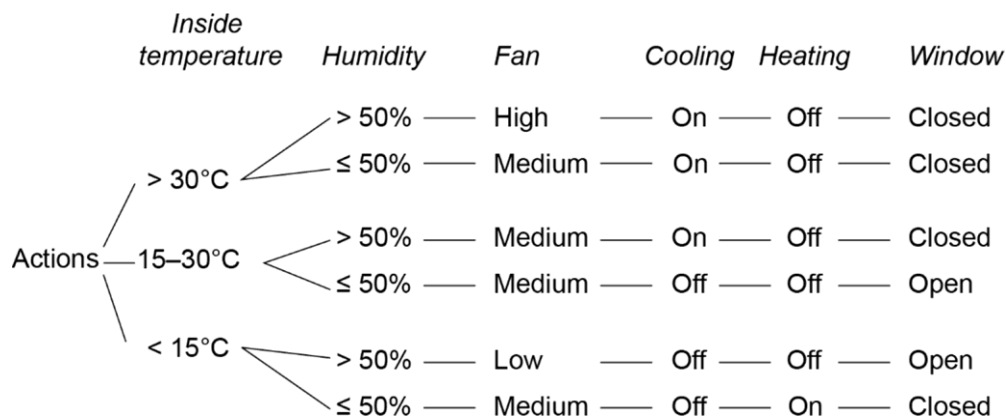 Inside
temperature Humidity Fan Cooling Heating Window
> 50% High On Off Closed
≤ 50% Medium On Off Closed
> 30°C
> 50% Medium On Off Closed
Actions 15–30°C
≤ 50% Medium Off Off Open
< 15°C
> 50% Low Off Off Open
≤ 50% Medium Off On Closed